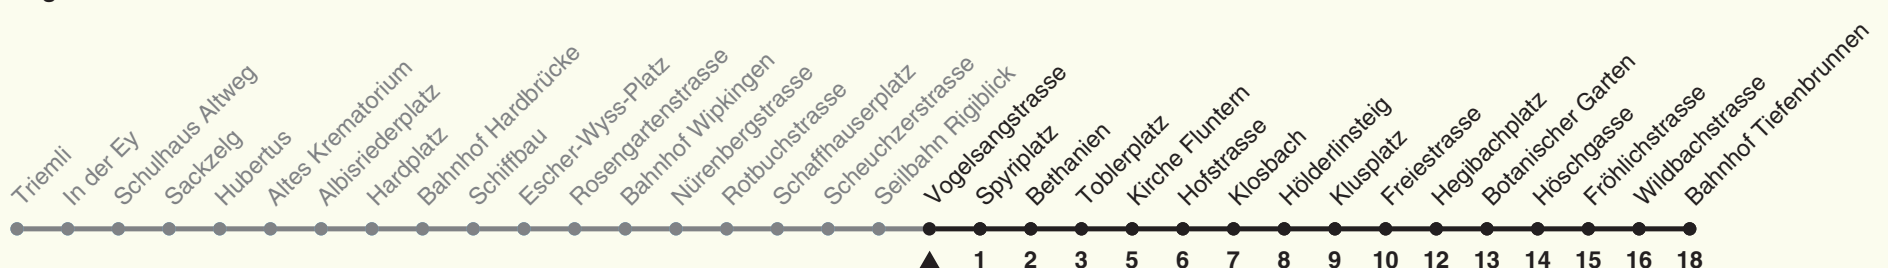 Triemli
In der Ey
Schulhaus Altweg
Sackzelg
Hubertus
Altes Krematorium
Albisriederplatz
Hardplatz
Bahnhof Hardbrücke
Schiffbau
Escher-Wyss-Platz
Rosengartenstrasse
Bahnhof Wipkingen
Nürenbergstrasse
Rotbuchstrasse
Schaffhauserplatz
Scheuchzerstrasse
Seilbahn Rigiblick
Vogelsangstrasse
Spyriplatz
Bethanien
Toblerplatz
Kirche Fluntern
Hofstrasse
Klosbach
Hölderlinsteig
Klusplatz
Freiestrasse
Hegibachplatz
Botanischer Garten
Höschgasse
Fröhlichstrasse
Wildbachstrasse
Bahnhof Tiefenbrunnen
1 2 3 5 6 7 8 9 10 12 13 14 15 16 18